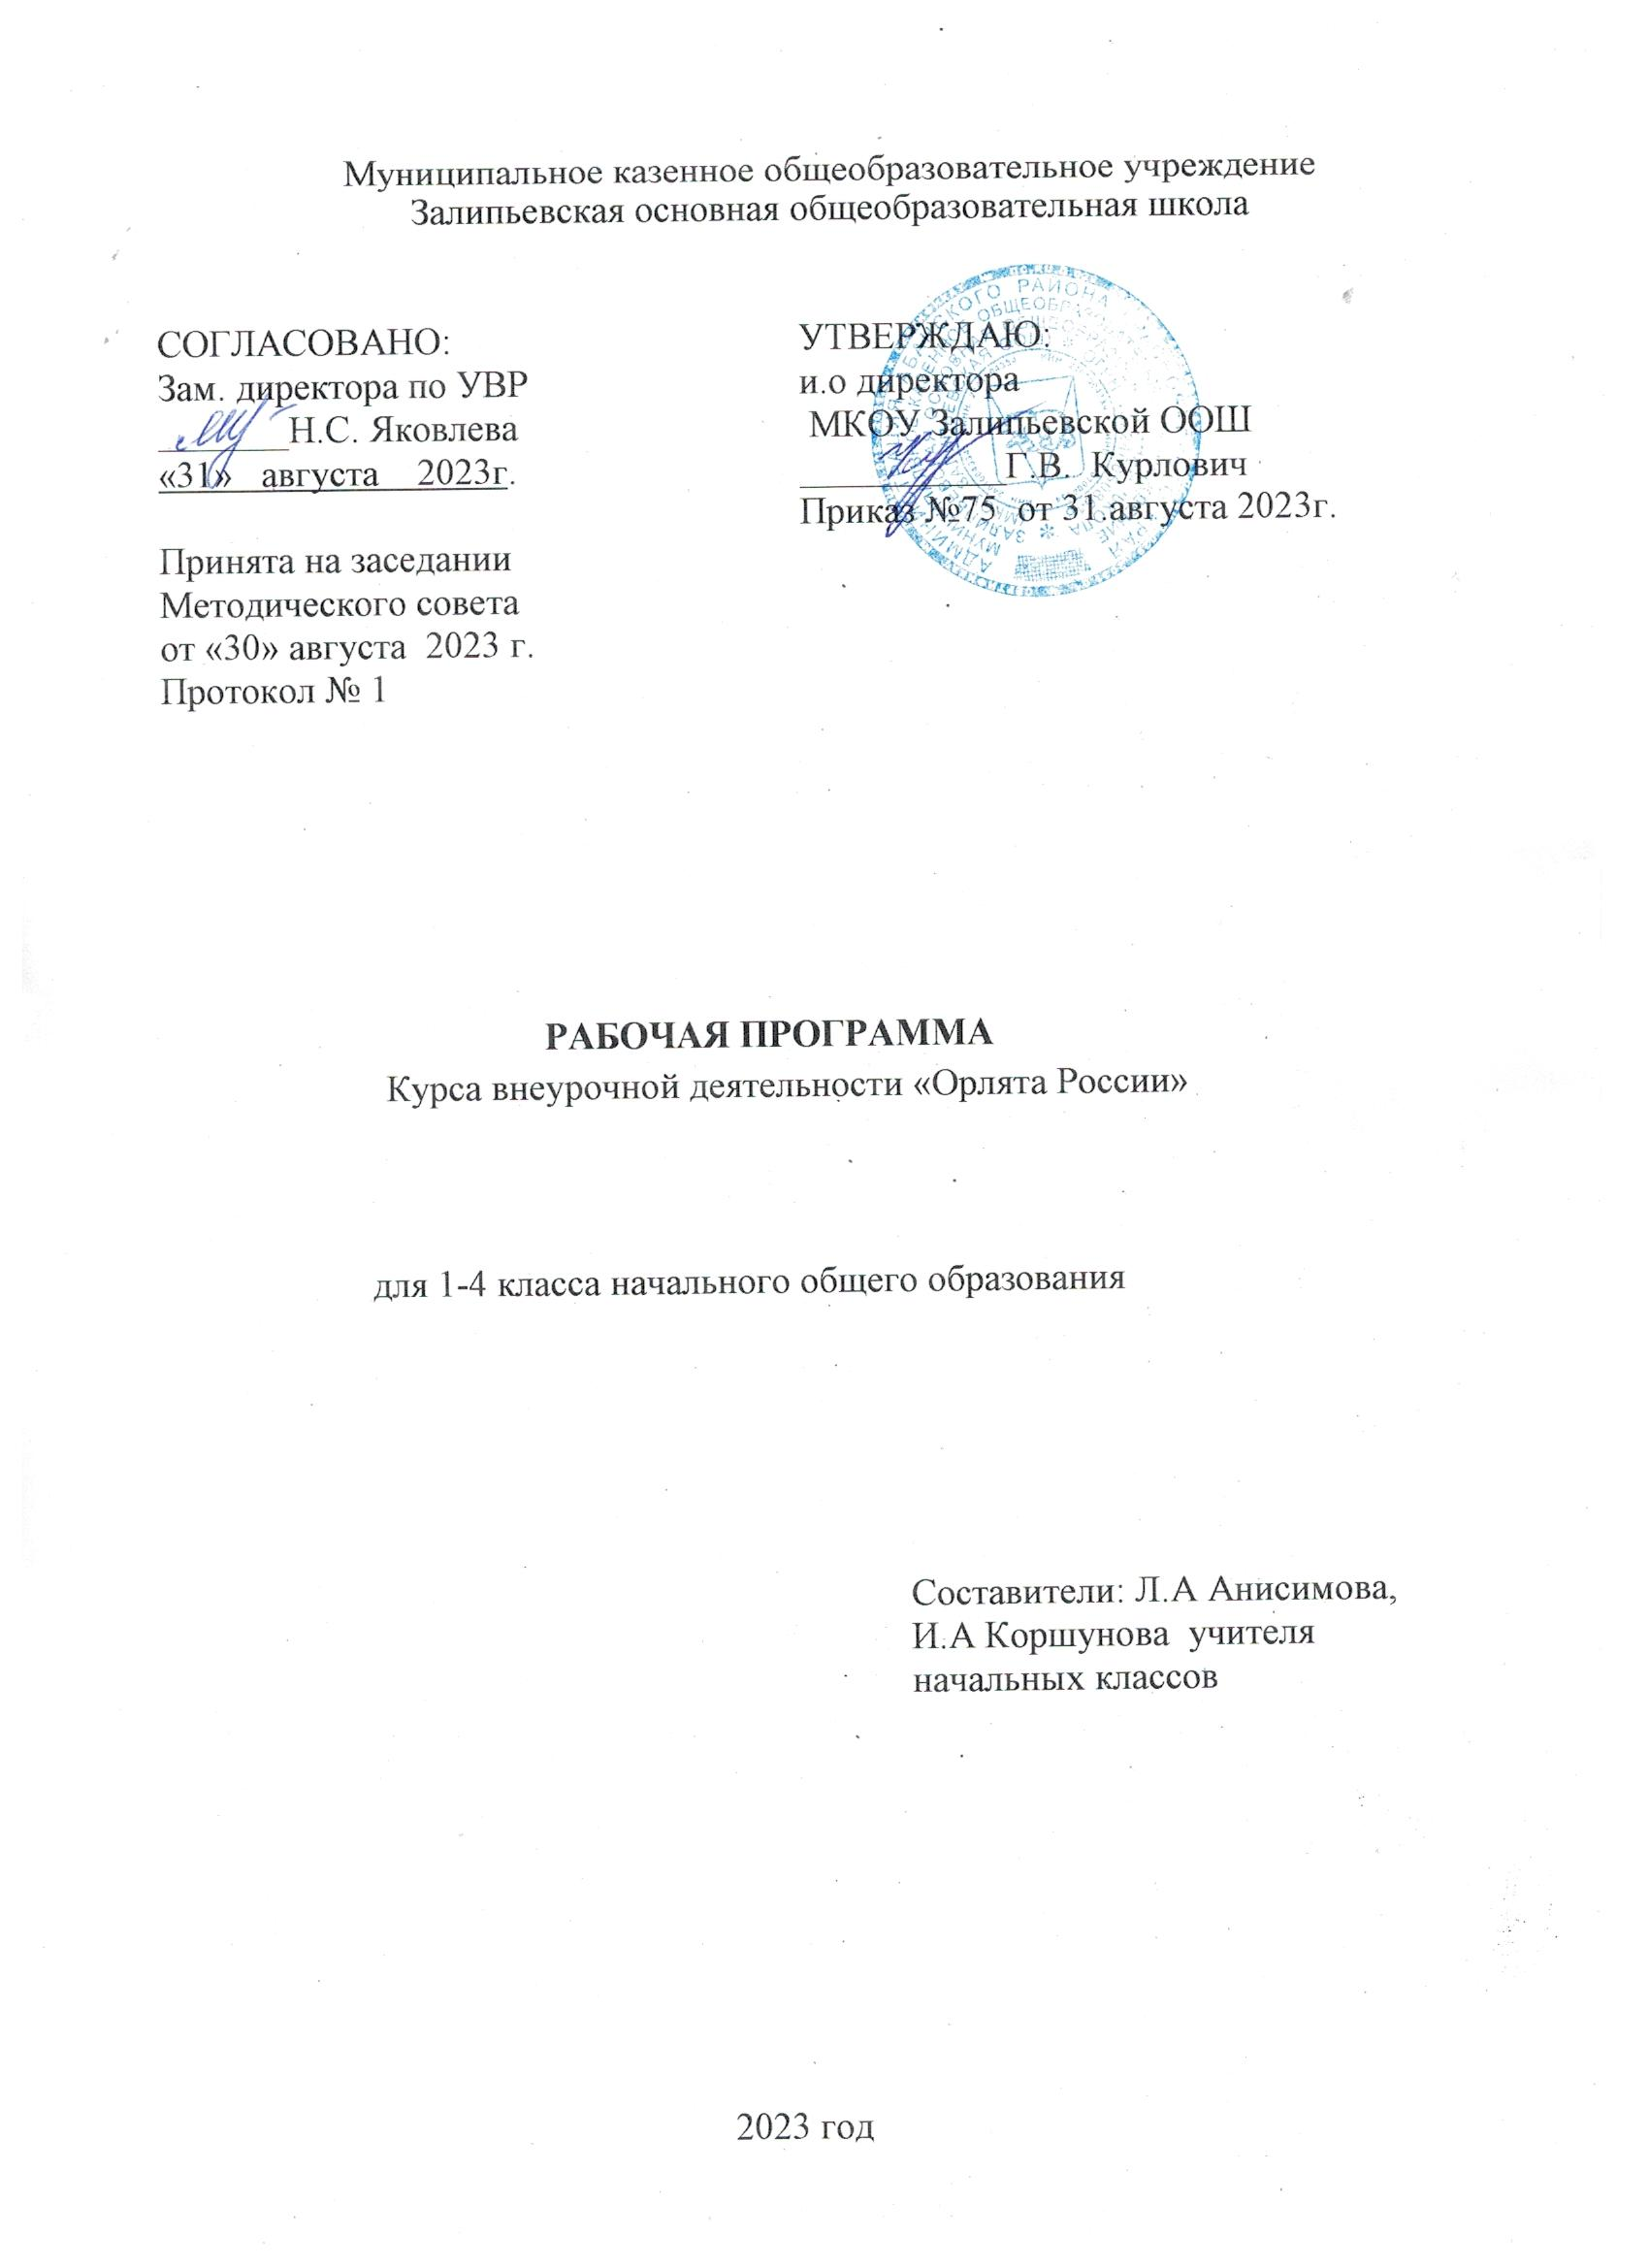 Муниципальное казенное общеобразовательное учреждение
Залипьевская основная общеобразовательная школа
СОГЛАСОВАНО:
Зам. директора по УВР
Н.С. Яковлева
«31» августа 2023г.
Принята на заседании
Методического совета
от «30» августа 2023 г.
Протокол № 1
УТВЕРЖДАЮ:
и.о директора
МКОУ Залипьевской ООШ
Г.В. Курлович
Приказ №75 от 31.августа 2023г.
РАЙОНА
РАБОЧАЯ ПРОГРАММА
Курса внеурочной деятельности «Орлята России»
для 1-4 класса начального общего образования
Составители: Л.А Анисимова,
И.А Коршунова учителя
начальных классов
2023 год